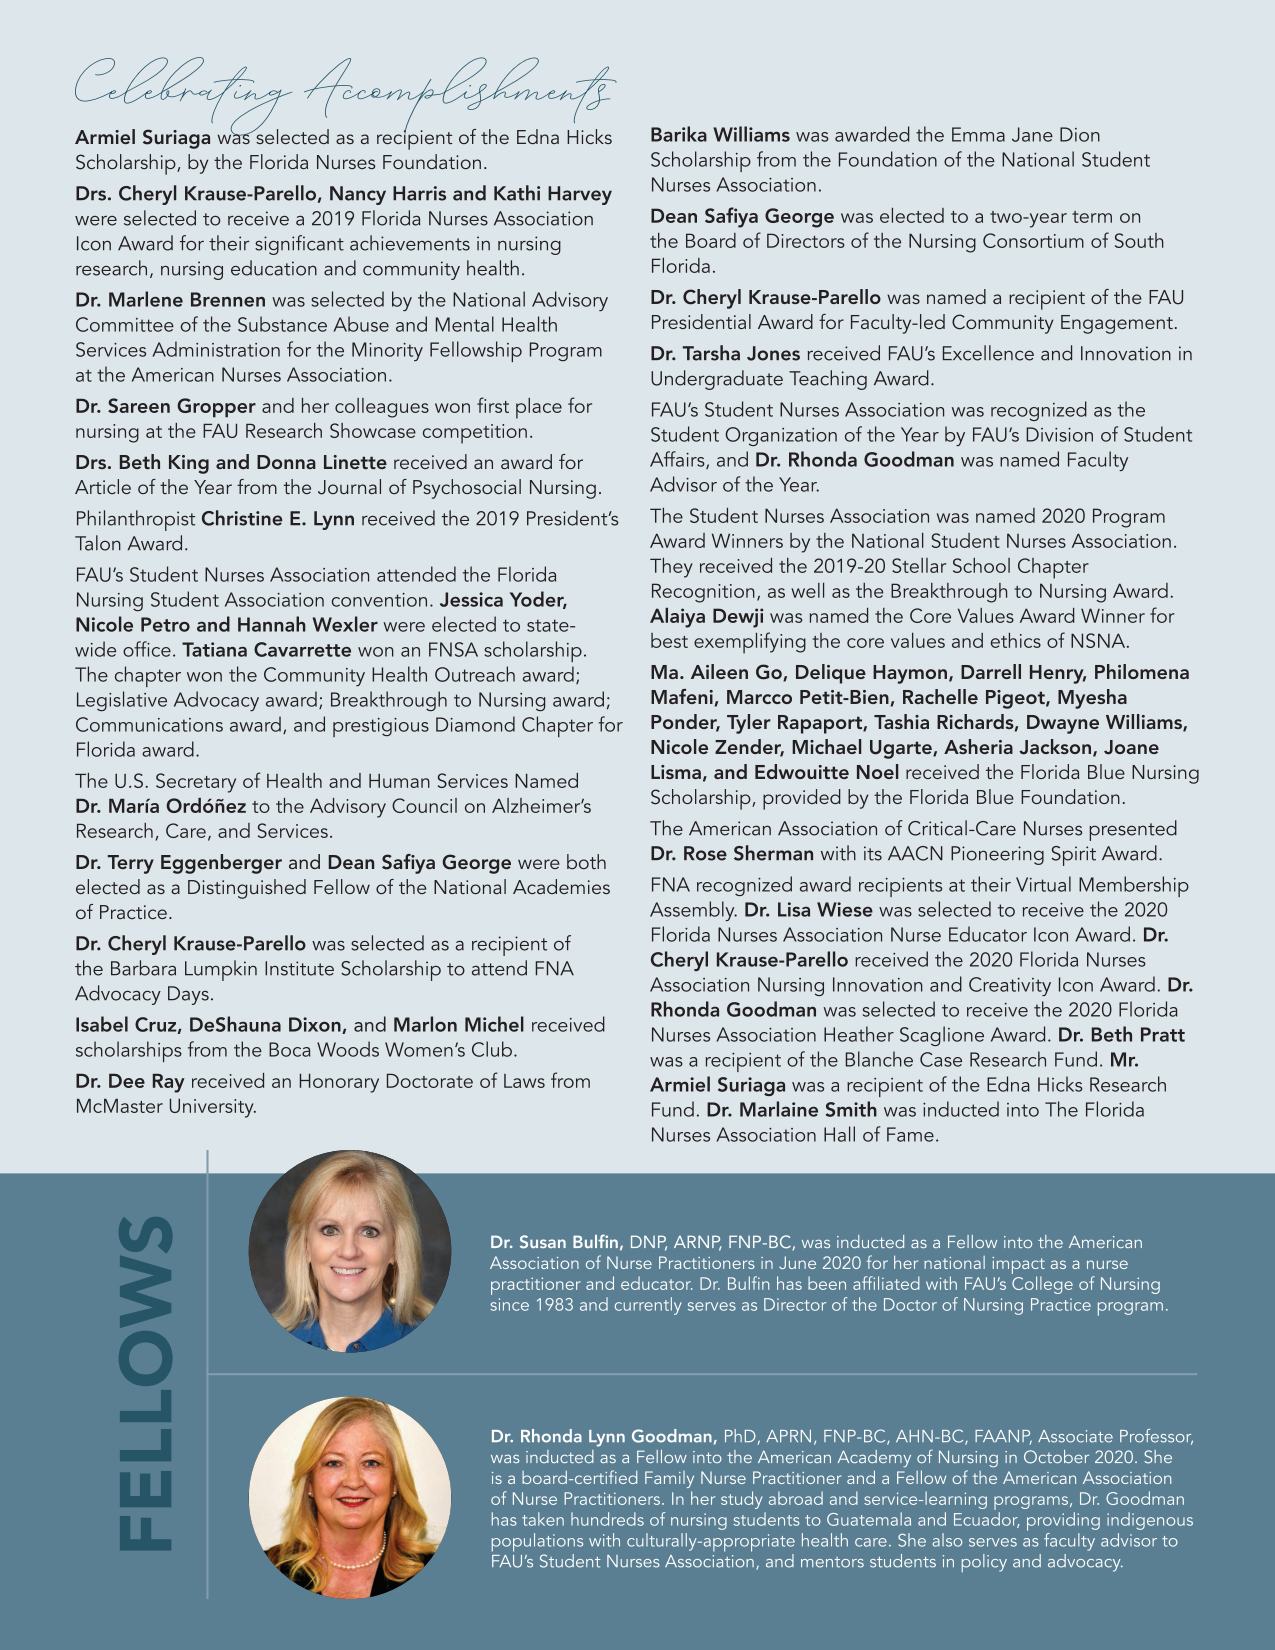 Celebrating Accomplishments
Armiel Suriaga was selected as a recipient of the Edna Hicks
Scholarship, by the Florida Nurses Foundation.
Drs. Cheryl Krause-Parello, Nancy Harris and Kathi Harvey
were selected to receive a 2019 Florida Nurses Association
Icon Award for their significant achievements in nursing
research, nursing education and community health.
Dr. Marlene Brennen was selected by the National Advisory
Committee of the Substance Abuse and Mental Health
Services Administration for the Minority Fellowship Program
at the American Nurses Association.
Dr. Sareen Gropper and her colleagues won first place for
nursing at the FAU Research Showcase competition.
Drs. Beth King and Donna Linette received an award for
Article of the Year from the Journal of Psychosocial Nursing.
Philanthropist Christine E. Lynn received the 2019 President’s
Talon Award.
FAU’s Student Nurses Association attended the Florida
Nursing Student Association convention. Jessica Yoder,
Nicole Petro and Hannah Wexler were elected to state-
wide office. Tatiana Cavarrette won an FNSA scholarship.
The chapter won the Community Health Outreach award;
Legislative Advocacy award; Breakthrough to Nursing award;
Communications award, and prestigious Diamond Chapter for
Florida award.
The U.S. Secretary of Health and Human Services Named
Dr. María Ordóñez to the Advisory Council on Alzheimer’s
Research, Care, and Services.
Dr. Terry Eggenberger and Dean Safiya George were both
elected as a Distinguished Fellow of the National Academies
of Practice.
Dr. Cheryl Krause-Parello was selected as a recipient of
the Barbara Lumpkin Institute Scholarship to attend FNA
Advocacy Days.
Isabel Cruz, DeShauna Dixon, and Marlon Michel received
scholarships from the Boca Woods Women’s Club.
Dr. Dee Ray received an Honorary Doctorate of Laws from
McMaster University.
Barika Williams was awarded the Emma Jane Dion
Scholarship from the Foundation of the National Student
Nurses Association.
Dean Safiya George was elected to a two-year term on
the Board of Directors of the Nursing Consortium of South
Florida.
Dr. Cheryl Krause-Parello was named a recipient of the FAU
Presidential Award for Faculty-led Community Engagement.
Dr. Tarsha Jones received FAU’s Excellence and Innovation in
Undergraduate Teaching Award.
FAU’s Student Nurses Association was recognized as the
Student Organization of the Year by FAU’s Division of Student
Affairs, and Dr. Rhonda Goodman was named Faculty
Advisor of the Year.
The Student Nurses Association was named 2020 Program
Award Winners by the National Student Nurses Association.
They received the 2019-20 Stellar School Chapter
Recognition, as well as the Breakthrough to Nursing Award.
Alaiya Dewji was named the Core Values Award Winner for
best exemplifying the core values and ethics of NSNA.
Ma. Aileen Go, Delique Haymon, Darrell Henry, Philomena
Mafeni, Marcco Petit-Bien, Rachelle Pigeot, Myesha
Ponder, Tyler Rapaport, Tashia Richards, Dwayne Williams,
Nicole Zender, Michael Ugarte, Asheria Jackson, Joane
Lisma, and Edwouitte Noel received the Florida Blue Nursing
Scholarship, provided by the Florida Blue Foundation.
The American Association of Critical-Care Nurses presented
Dr. Rose Sherman with its AACN Pioneering Spirit Award.
FNA recognized award recipients at their Virtual Membership
Assembly. Dr. Lisa Wiese was selected to receive the 2020
Florida Nurses Association Nurse Educator Icon Award. Dr.
Cheryl Krause-Parello received the 2020 Florida Nurses
Association Nursing Innovation and Creativity Icon Award. Dr.
Rhonda Goodman was selected to receive the 2020 Florida
Nurses Association Heather Scaglione Award. Dr. Beth Pratt
was a recipient of the Blanche Case Research Fund. Mr.
Armiel Suriaga was a recipient of the Edna Hicks Research
Fund. Dr. Marlaine Smith was inducted into The Florida
Nurses Association Hall of Fame.
FELLOWS
Dr. Susan Bulfin, DNP, ARNP, FNP-BC, was inducted as a Fellow into the American
Association of Nurse Practitioners in June 2020 for her national impact as a nurse
practitioner and educator. Dr. Bulfin has been affiliated with FAU’s College of Nursing
since 1983 and currently serves as Director of the Doctor of Nursing Practice program.
Dr. Rhonda Lynn Goodman, PhD, APRN, FNP-BC, AHN-BC, FAANP, Associate Professor,
was inducted as a Fellow into the American Academy of Nursing in October 2020. She
is a board-certified Family Nurse Practitioner and a Fellow of the American Association
of Nurse Practitioners. In her study abroad and service-learning programs, Dr. Goodman
has taken hundreds of nursing students to Guatemala and Ecuador, providing indigenous
populations with culturally-appropriate health care. She also serves as faculty advisor to
FAU’s Student Nurses Association, and mentors students in policy and advocacy.